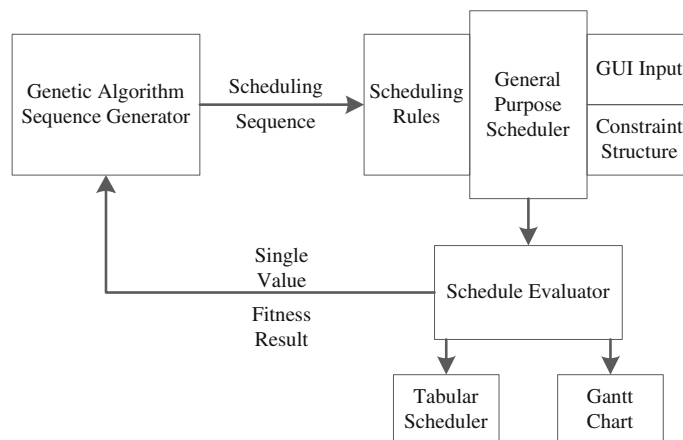 Genetic Algorithm
Sequence Generator
Scheduling
Sequence
Scheduling
Rules
General
Purpose
Scheduler
GUI Input
Constraint
Structure
Single
Value
Fitness
Result
Schedule Evaluator
Tabular
Scheduler
Gantt
Chart